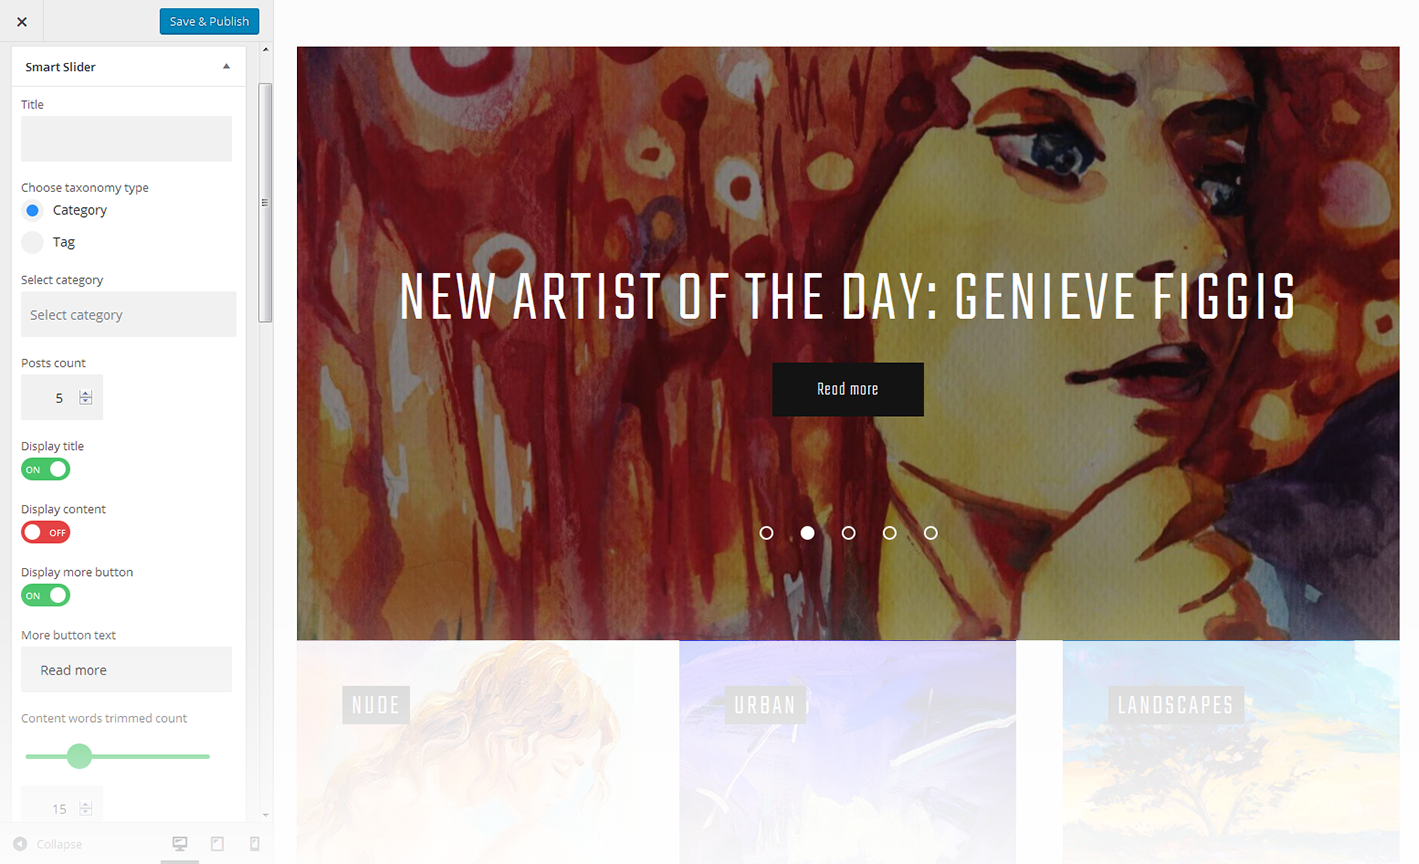 Save & Publish
Smart Slider
Title
Choose taxonomy type
Category
Tag
Select category
Select category
Posts count
5
Display title
ON
Display content
OFF
Display more button
ON
More button text
Read more
Content words trimmed count
15
Collapse
NEW ARTIST OF THE DAY: GENIEVE FIGGIS
Read more
NUDE
URBAN
LANDSCAPES